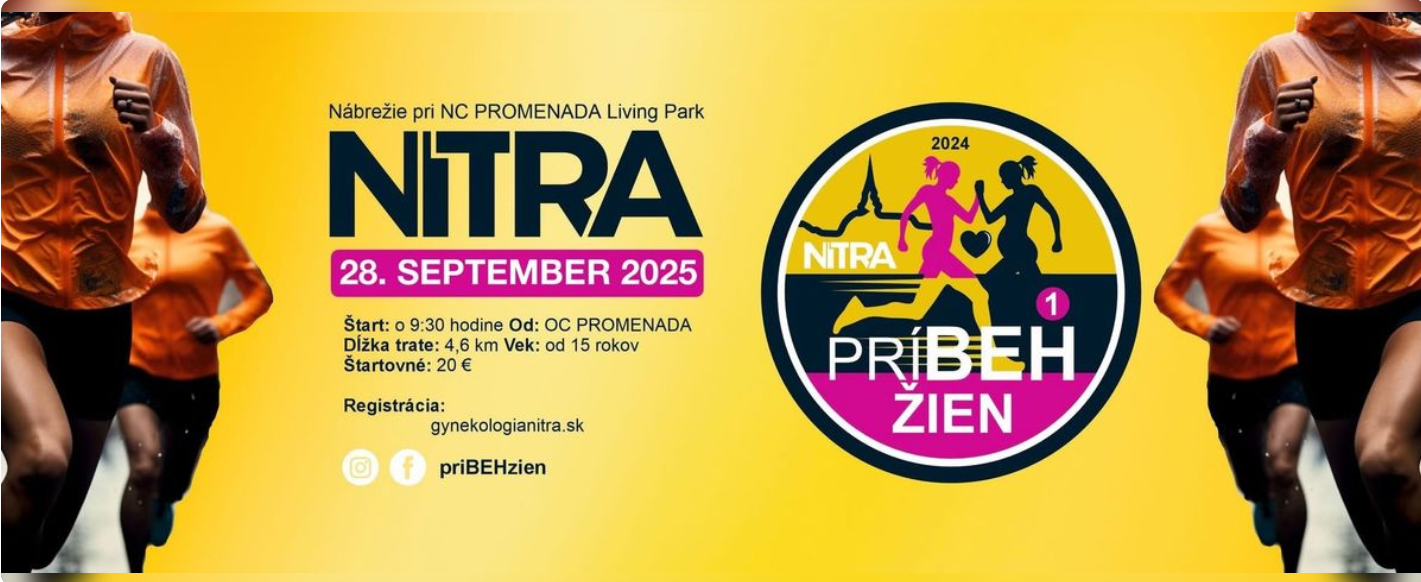 Nábrežie pri NC PROMENADA Living Park
NITRA
28. SEPTEMBER 2025
Štart: o 9:30 hodine Od: OC PROMENADA
Dĺžka trate: 4,6 km Vek: od 15 rokov
Štartovné: 20 €
Registrácia:
gynekologianitra.sk
priBEHzien
2024
NITRA
1
PRÍBEH
ŽIEN